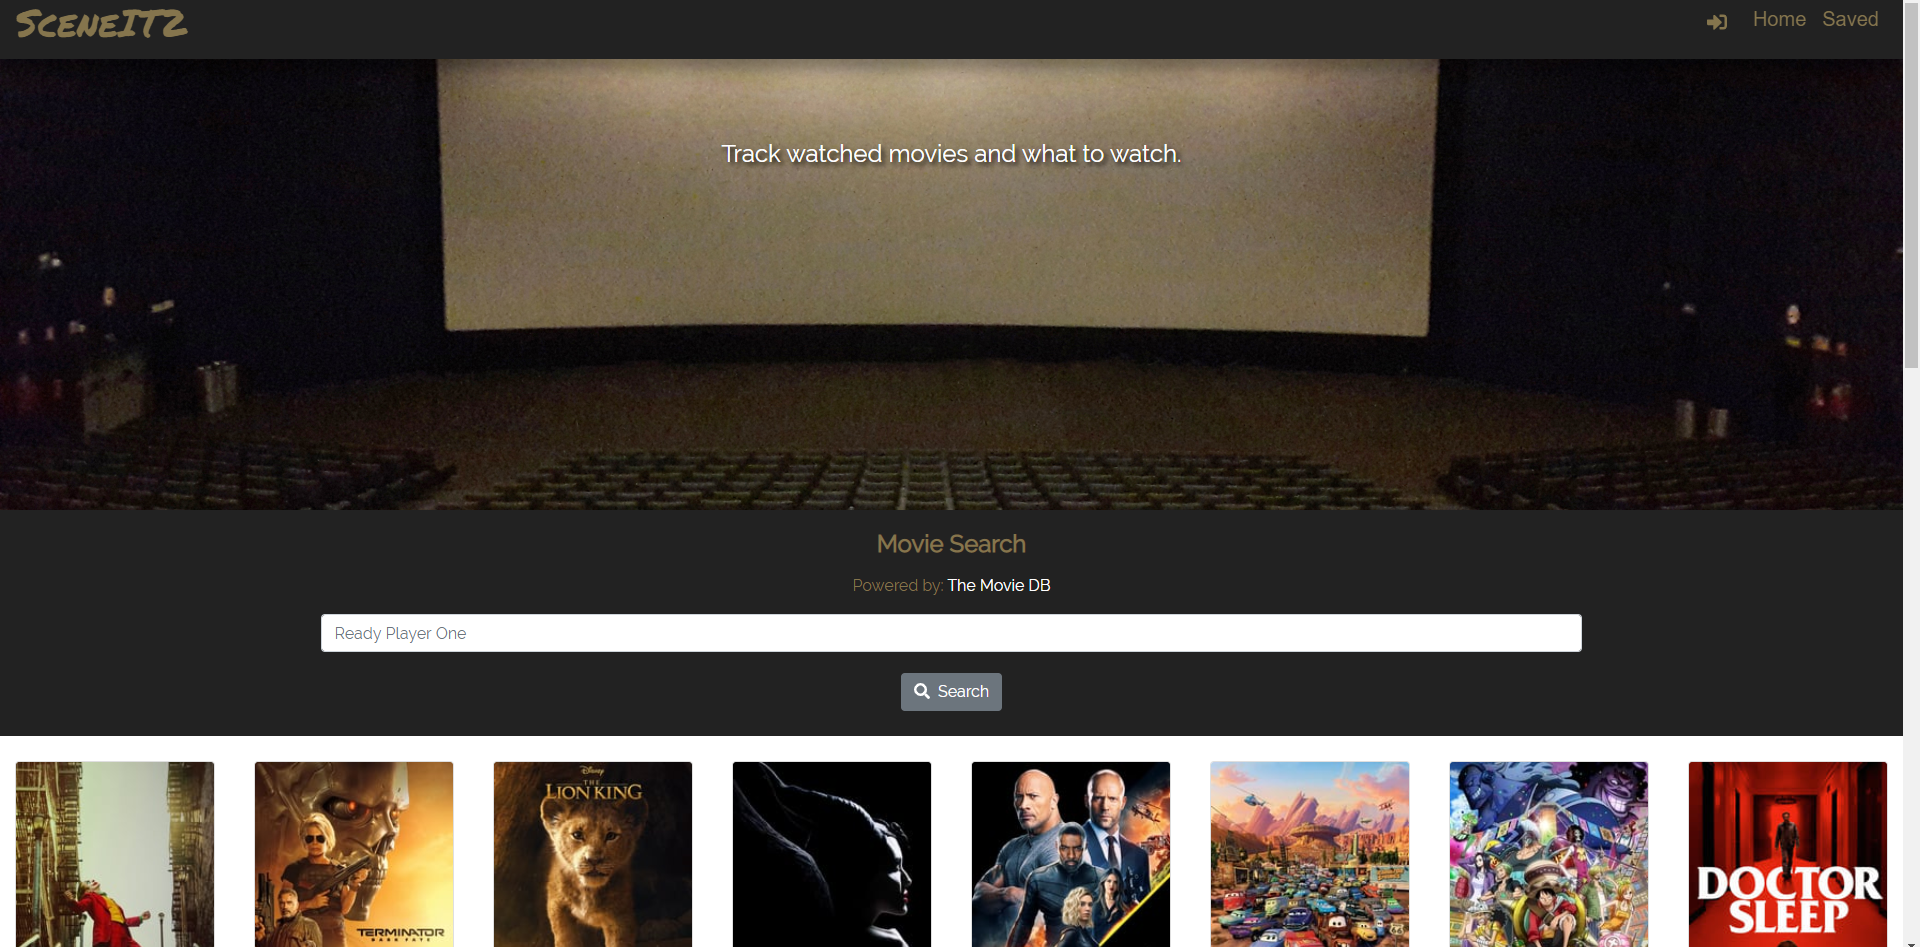 SceneIT2
Home Saved
Track watched movies and what to watch.
Movie Search
Powered by: The Movie DB
Ready Player One
Search
TERMINATOR
DARK FATE
Disney
THE
LION KING
DOCTOR
SLEEP